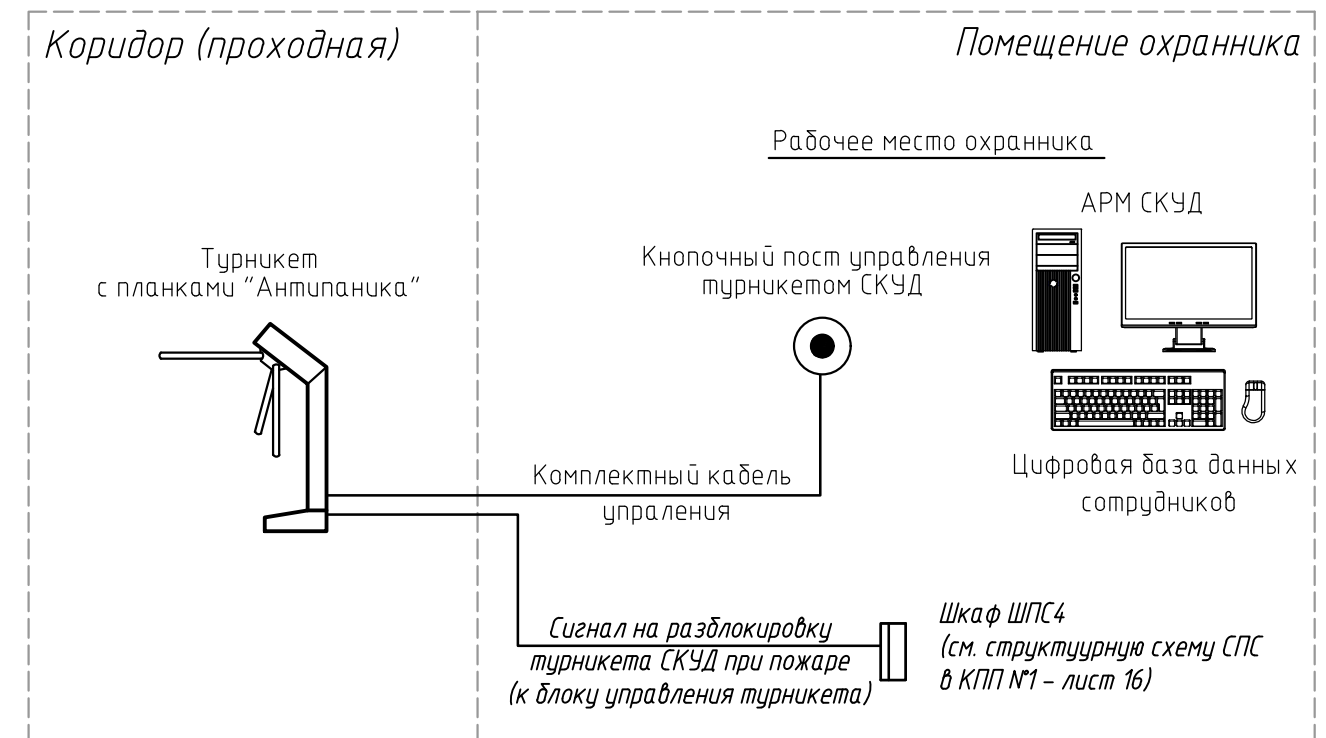 Коридор (проходная)
Помещение охранника
Рабочее место охранника
АРМ СКУД
Турникет
с планками "Антипаника"
Кнопочный пост управления
турникетом СКУД
Цифровая база данных
сотрудников
Комплектный кабель
упраления
Сигнал на разблокировку
турникета СКУД при пожаре
(к блоку управления турникета)
Шкаф ШПС4
(см. структуурную схему СПС
в КПП №1 – лист 16)